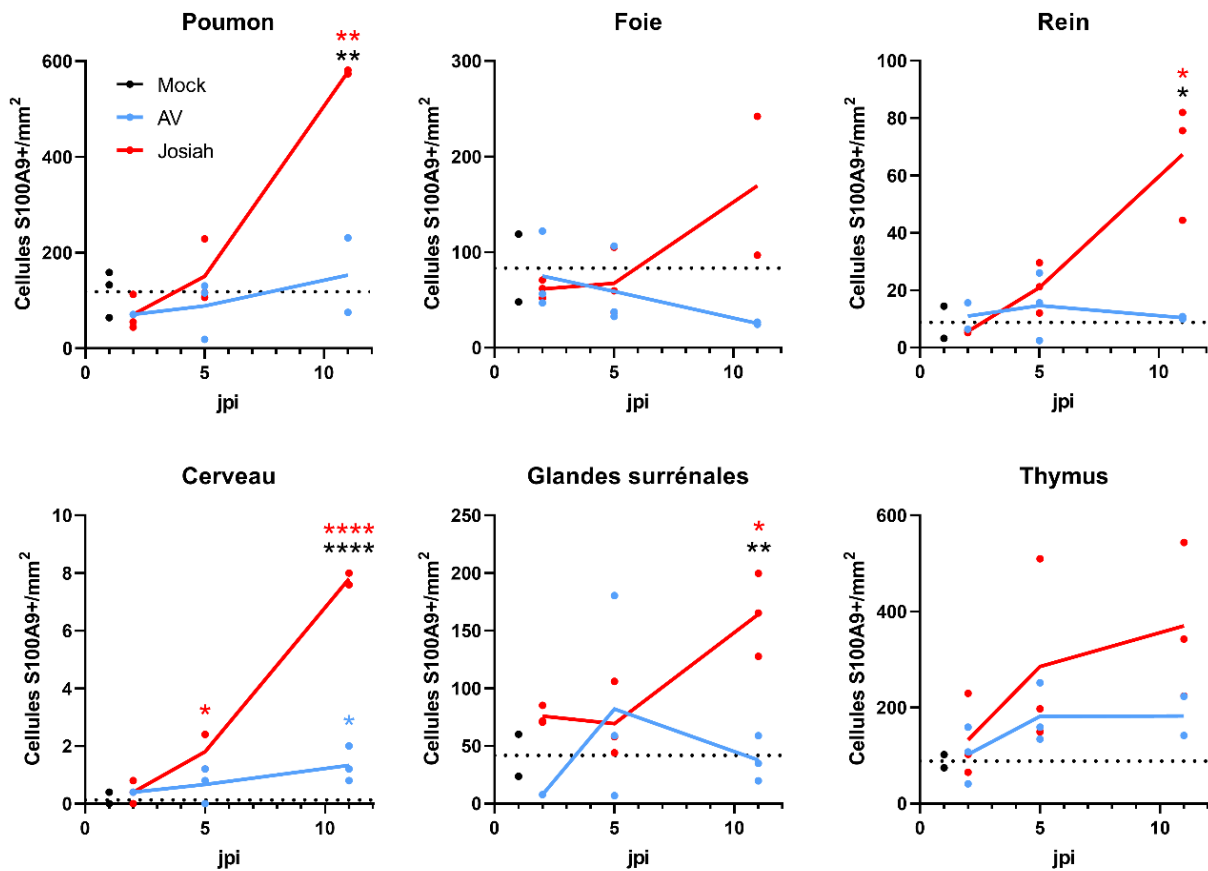 Poumon
**
**
600
400
200
0
0 5 10
Cellules S100A9+/mm²
jpi
Mock
AV
Josiah
Foie
300
200
100
0
0 5 10
Cellules S100A9+/mm²
jpi
Rein
*
*
100
80
60
40
20
0
0 5 10
Cellules S100A9+/mm²
jpi
Cerveau
****
****
*
*
10
8
6
4
2
0
0 5 10
Cellules S100A9+/mm²
jpi
Glandes surrénales
*
**
250
200
150
100
50
0
0 5 10
Cellules S100A9+/mm²
jpi
Thymus
600
400
200
0
0 5 10
Cellules S100A9+/mm²
jpi